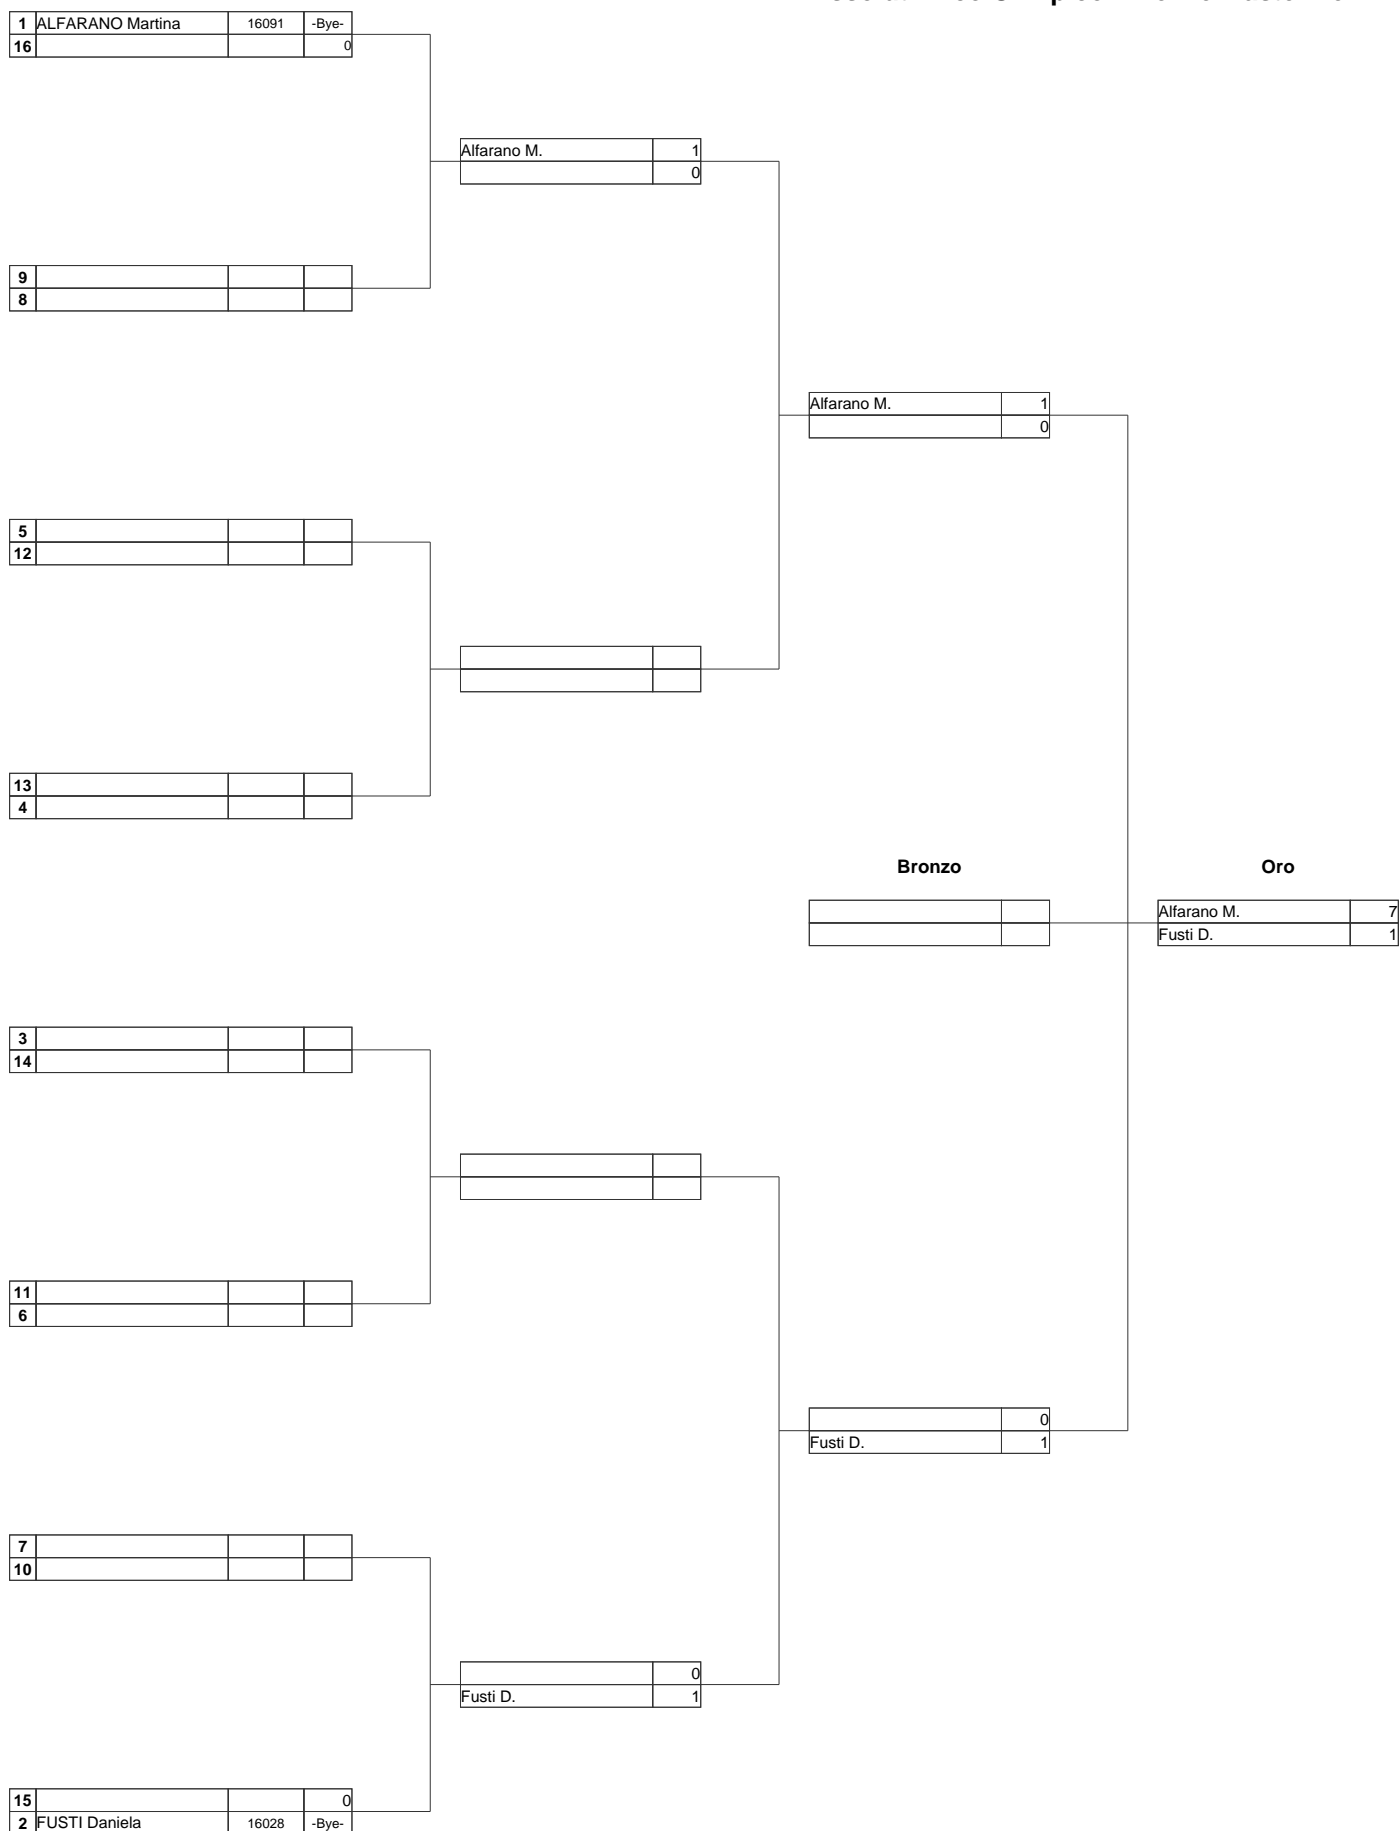 1 ALFARANO Martina 16091 -Bye-
16 0
Alfarano M. 1
0
9
8
Alfarano M. 1
0
5
12
13
4
Bronzo Oro
Alfarano M. 7
Fusti D. 1
3
14
11
6
0
Fusti D. 1
7
10
0
Fusti D. 1
15 0
2 FUSTI Daniela 16028 -Bye-